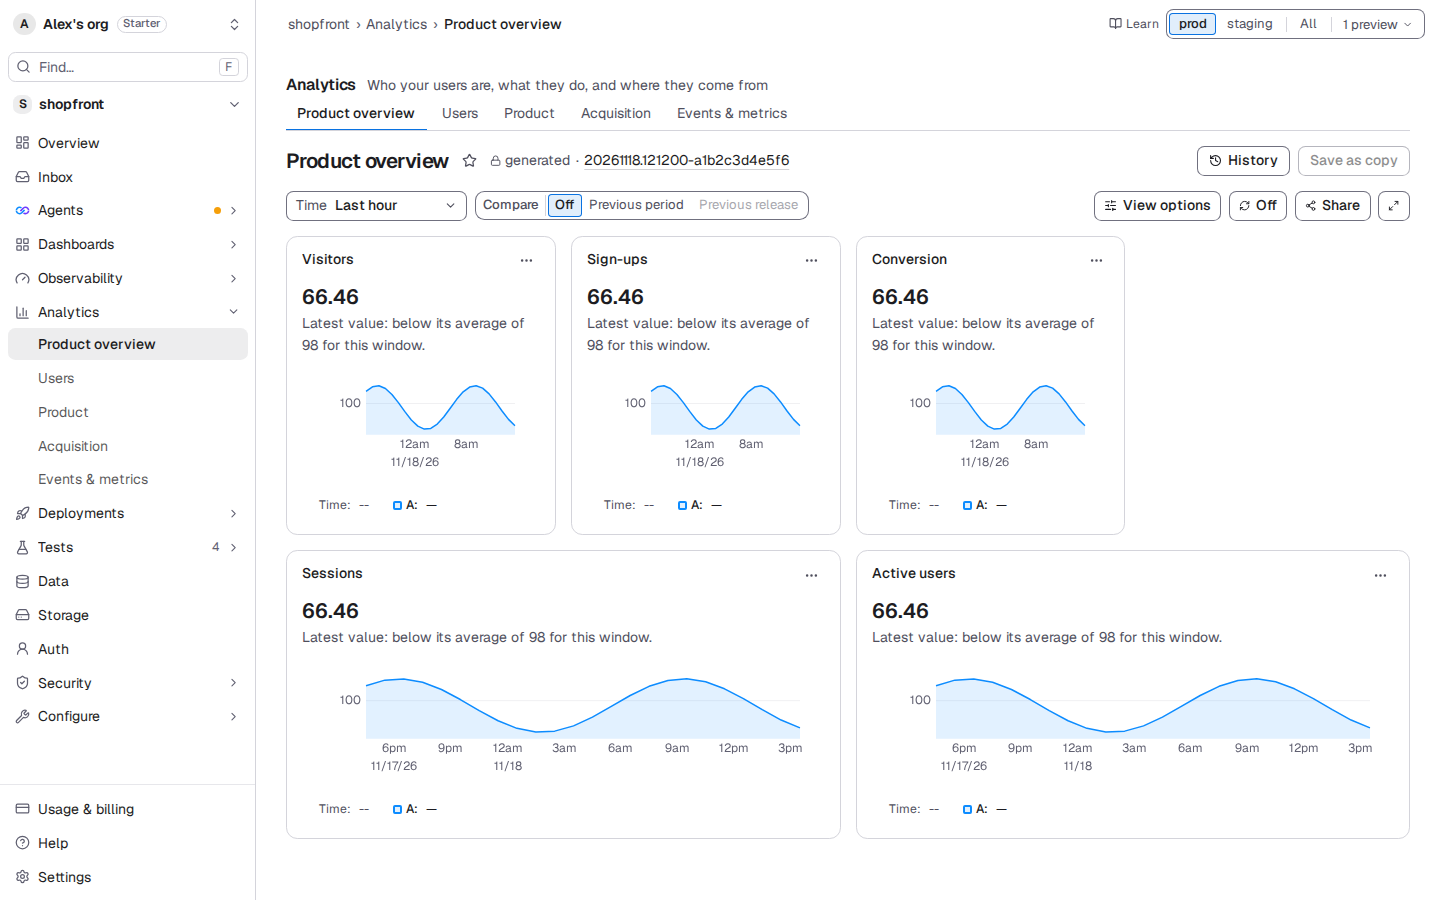 A Alex's org Starter
Find... F
S shopfront
Overview
Inbox
Agents
Dashboards
Observability
Analytics
Product overview
Users
Product
Acquisition
Events & metrics
Deployments
Tests 4
Data
Storage
Auth
Security
Configure
Usage & billing
Help
Settings
shopfront › Analytics › Product overview
Learn prod staging All 1 preview
Analytics Who your users are, what they do, and where they come from
Product overview Users Product Acquisition Events & metrics
Product overview generated · 20261118.121200-a1b2c3d4e5f6 History Save as copy
Time Last hour Compare Off Previous period Previous release View options Off Share
Visitors
66.46
Latest value: below its average of
98 for this window.
100
12am 8am
11/18/26
Time: -- A: —
Sign-ups
66.46
Latest value: below its average of
98 for this window.
100
12am 8am
11/18/26
Time: -- A: —
Conversion
66.46
Latest value: below its average of
98 for this window.
100
12am 8am
11/18/26
Time: -- A: —
Sessions
66.46
Latest value: below its average of 98 for this window.
100
6pm 9pm 12am 3am 6am 9am 12pm 3pm
11/17/26 11/18
Time: -- A: —
Active users
66.46
Latest value: below its average of 98 for this window.
100
6pm 9pm 12am 3am 6am 9am 12pm 3pm
11/17/26 11/18
Time: -- A: —